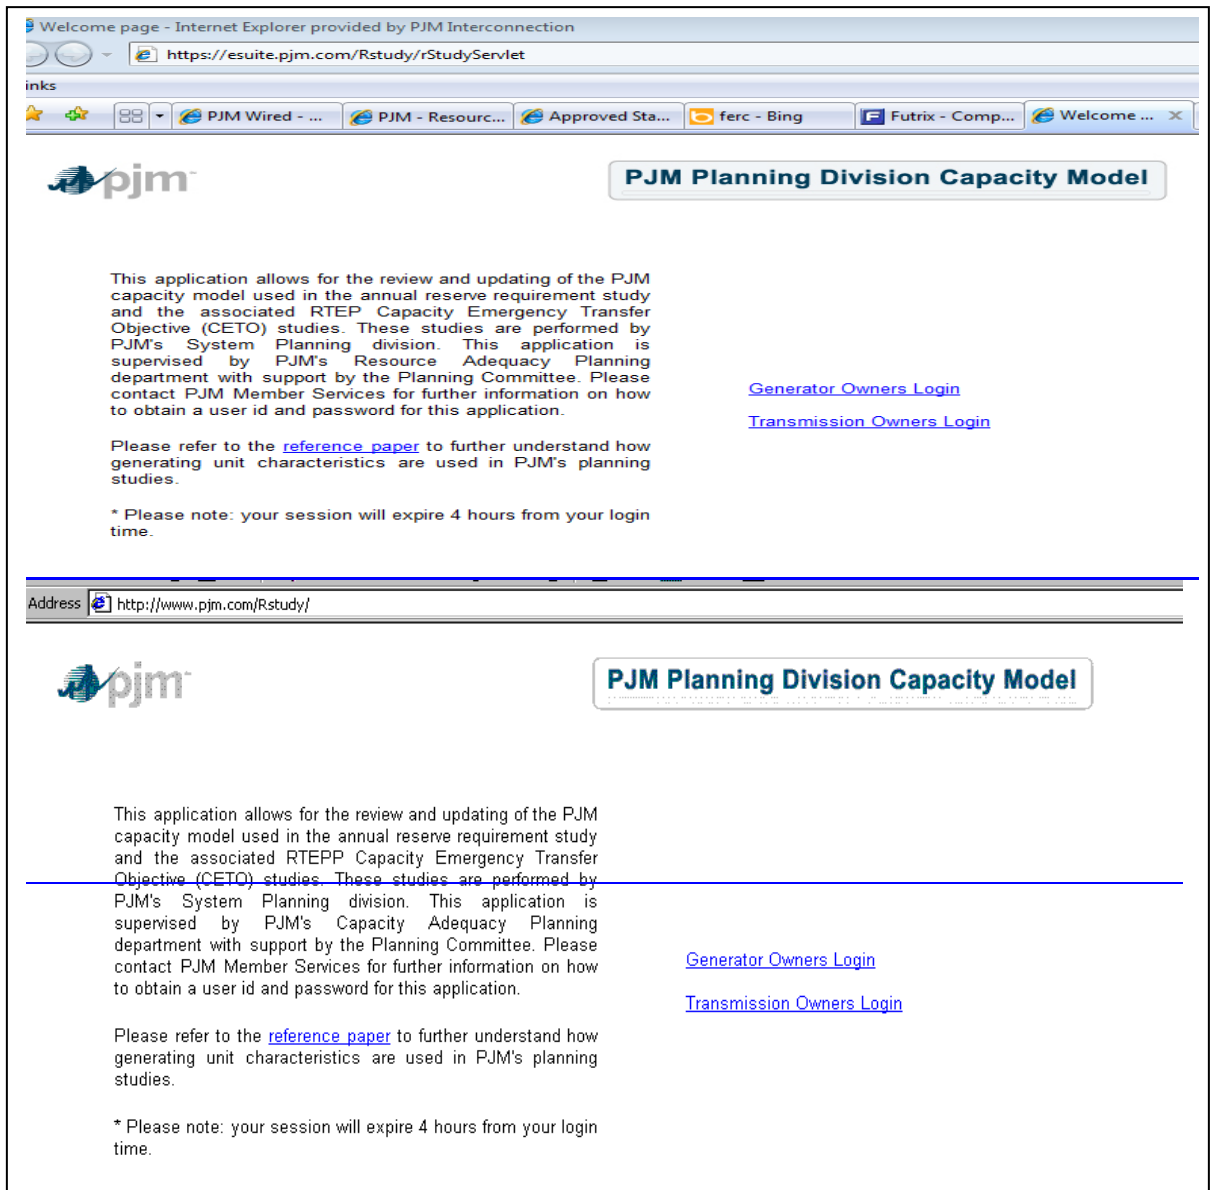 Welcome page - Internet Explorer provided by PJM Interconnection
https://esuite.pjm.com/Rstudy/rStudyServlet
inks
PJM Wired - ... PJM - Resourc... Approved Sta... ferc - Bing Futrix - Comp... Welcome ...
pjm
PJM Planning Division Capacity Model
This application allows for the review and updating of the PJM
capacity model used in the annual reserve requirement study
and the associated RTEP Capacity Emergency Transfer
Objective (CETO) studies. These studies are performed by
PJM's System Planning division. This application is
supervised by PJM's Resource Adequacy Planning
department with support by the Planning Committee. Please
contact PJM Member Services for further information on how
to obtain a user id and password for this application.
Please refer to the reference paper to further understand how
generating unit characteristics are used in PJM's planning
studies.
* Please note: your session will expire 4 hours from your login
time.
Generator Owners Login
Transmission Owners Login
Address http://www.pjm.com/Rstudy/
pjm
PJM Planning Division Capacity Model
This application allows for the review and updating of the PJM
capacity model used in the annual reserve requirement study
and the associated RTEPP Capacity Emergency Transfer
Objective (CETO) studies. These studies are performed by
PJM's System Planning division. This application is
supervised by PJM's Capacity Adequacy Planning
department with support by the Planning Committee. Please
contact PJM Member Services for further information on how
to obtain a user id and password for this application.
Please refer to the reference paper to further understand how
generating unit characteristics are used in PJM's planning
studies.
* Please note: your session will expire 4 hours from your login
time.
Generator Owners Login
Transmission Owners Login